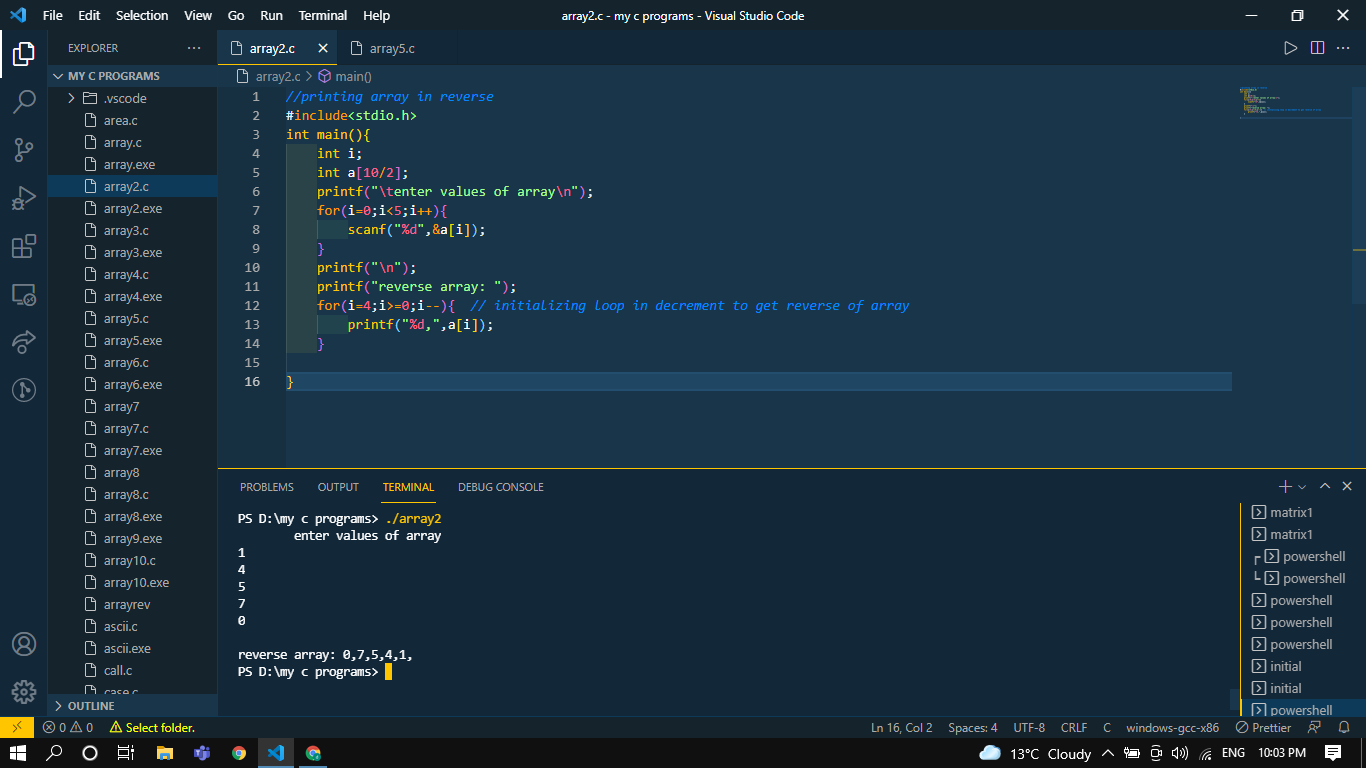 File Edit Selection View Go Run Terminal Help array2.c - my c programs - Visual Studio Code
EXPLORER
MY C PROGRAMS
.vscode
area.c
array.c
array.exe
array2.c
array2.exe
array3.c
array3.exe
array4.c
array4.exe
array5.c
array5.exe
array6.c
array6.exe
array7
array7.c
array7.exe
array8
array8.c
array8.exe
array9.exe
array10.c
array10.exe
arrayrev
ascii.c
ascii.exe
call.c
case.c
OUTLINE
array2.c array5.c
array2.c > main()
1 //printing array in reverse
2 #include<stdio.h>
3 int main(){
4 int i;
5 int a[10/2];
6 printf("\tenter values of array\n");
7 for(i=0;i<5;i++){
8 scanf("%d",&a[i]);
9 }
10 printf("\n");
11 printf("reverse array: ");
12 for(i=4;i>=0;i--){ // initializing loop in decrement to get reverse of array
13 printf("%d,",a[i]);
14 }
15
16 }
PROBLEMS OUTPUT TERMINAL DEBUG CONSOLE
PS D:\my c programs> ./array2
enter values of array
1
4
5
7
0
reverse array: 0,7,5,4,1,
PS D:\my c programs>
matrix1
matrix1
powershell
powershell
powershell
powershell
powershell
initial
initial
powershell
0 0 Select folder. Ln 16, Col 2 Spaces: 4 UTF-8 CRLF C windows-gcc-x86 Prettier
13°C Cloudy ENG 10:03 PM